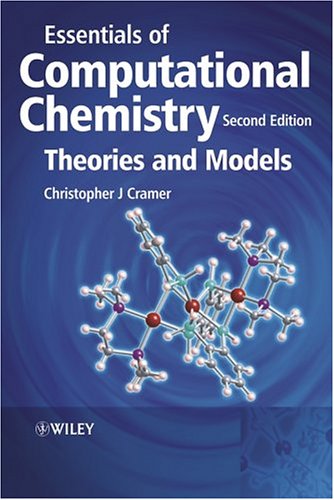 Essentials of
Computational
Chemistry Second Edition
Theories and Models
Christopher J Cramer
WILEY